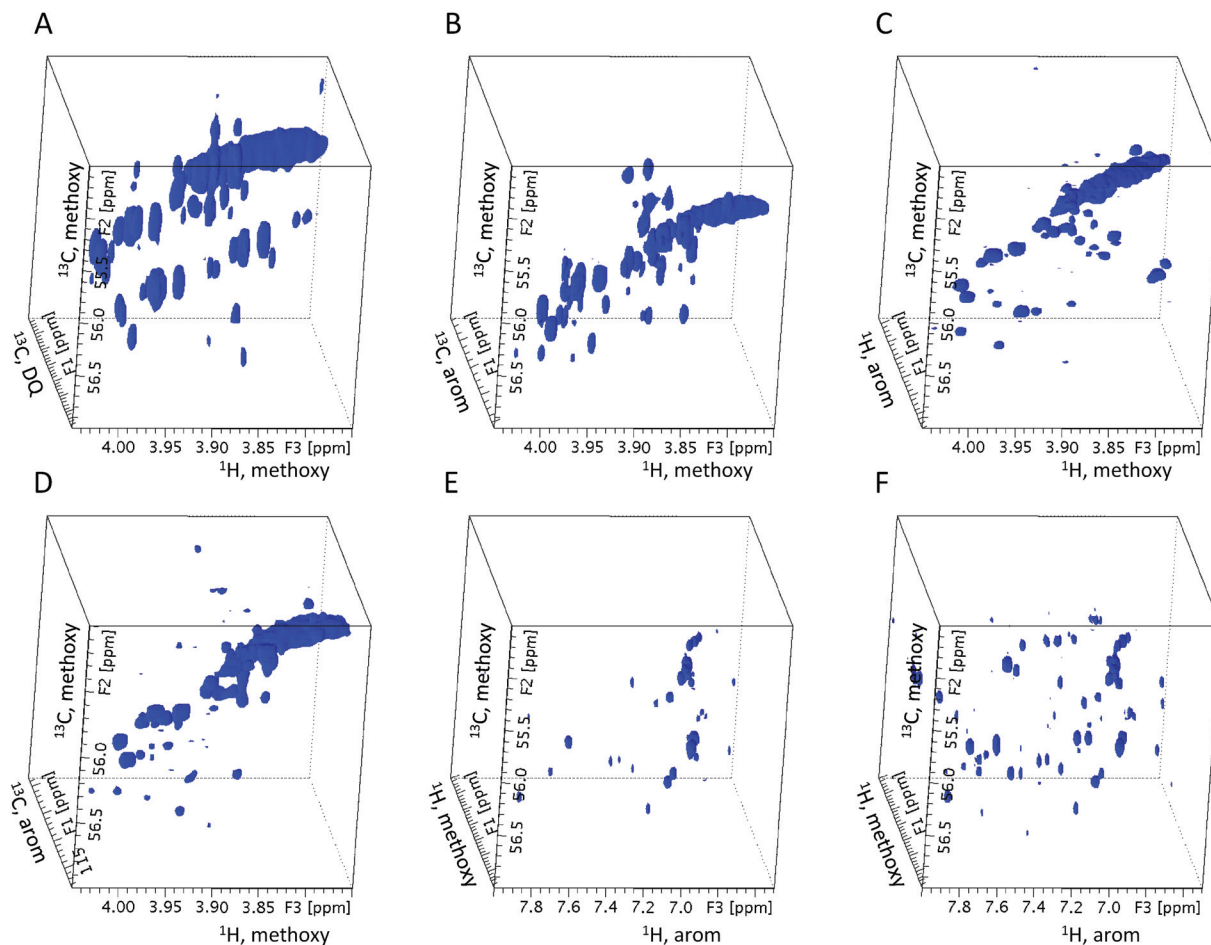 A
¹³C, methoxy
F2 [ppm]
55.5
56.0
56.5
F1 [ppm]
¹³C, DQ
4.00 3.95 3.90 3.85 F3 [ppm]
¹H, methoxy
B
¹³C, methoxy
F2 [ppm]
55.5
56.0
56.5
F1 [ppm]
¹³C, arom
4.00 3.95 3.90 3.85 F3 [ppm]
¹H, methoxy
C
¹³C, methoxy
F2 [ppm]
55.5
56.0
56.5
F1 [ppm]
¹H, arom
4.00 3.95 3.90 3.85 F3 [ppm]
¹H, methoxy
D
¹³C, methoxy
F2 [ppm]
56.0
56.5
F1 [ppm]
115
¹³C, arom
4.00 3.95 3.90 3.85 F3 [ppm]
¹H, methoxy
E
¹³C, methoxy
F2 [ppm]
55.5
56.0
56.5
F1 [ppm]
¹H, methoxy
7.8 7.6 7.4 7.2 7.0 F3 [ppm]
¹H, arom
F
¹³C, methoxy
F2 [ppm]
55.5
56.0
56.5
F1 [ppm]
¹H, methoxy
7.8 7.6 7.4 7.2 7.0 F3 [ppm]
¹H, arom